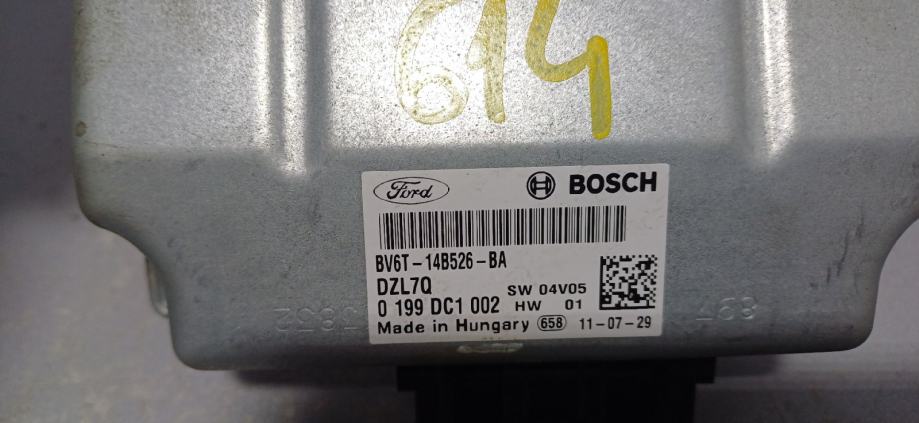 614
Ford BOSCH
BV6T-14B526-BA
DZL7Q
SW 04V05
0 199 DC1 002 HW 01
Made in Hungary 658 11-07-29